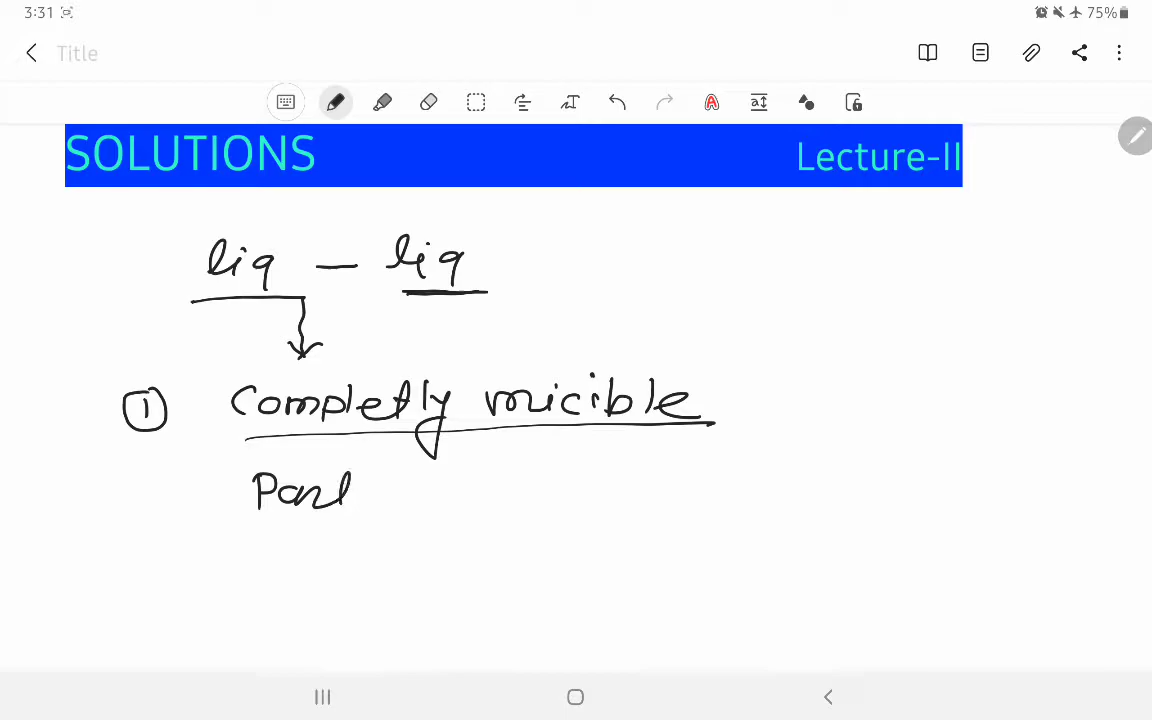 3:31 75%
Title
SOLUTIONS Lecture-II
liq - liq
① Completly micible
Parl